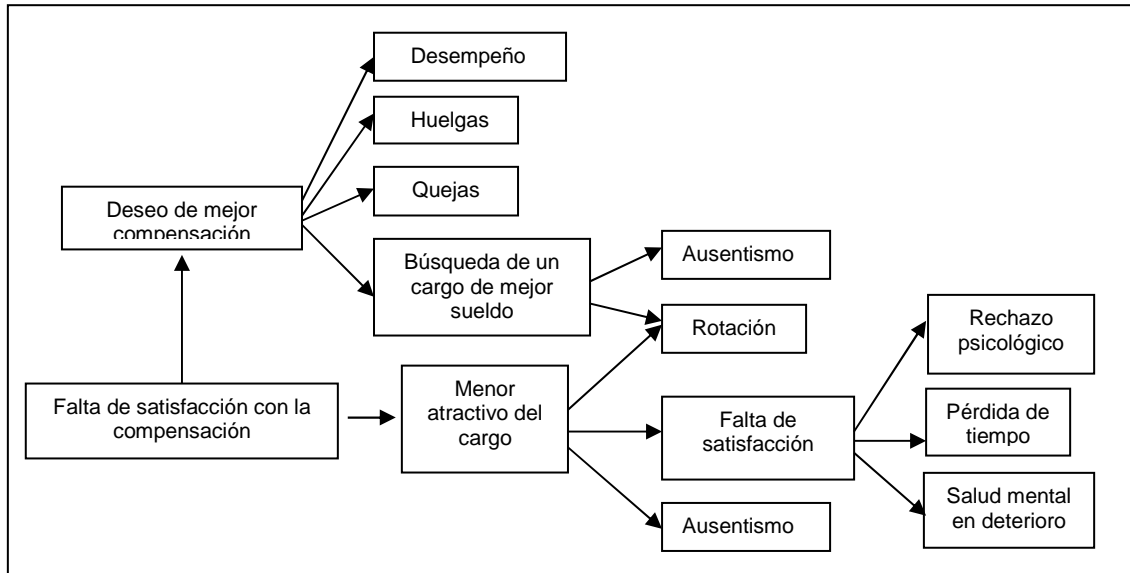 Desempeño
Huelgas
Quejas
Deseo de mejor
compensación
Búsqueda de un
cargo de mejor
sueldo
Ausentismo
Rotación
Rechazo
psicológico
Falta de satisfacción con la
compensación
Menor
atractivo del
cargo
Falta de
satisfacción
Pérdida de
tiempo
Salud mental
en deterioro
Ausentismo